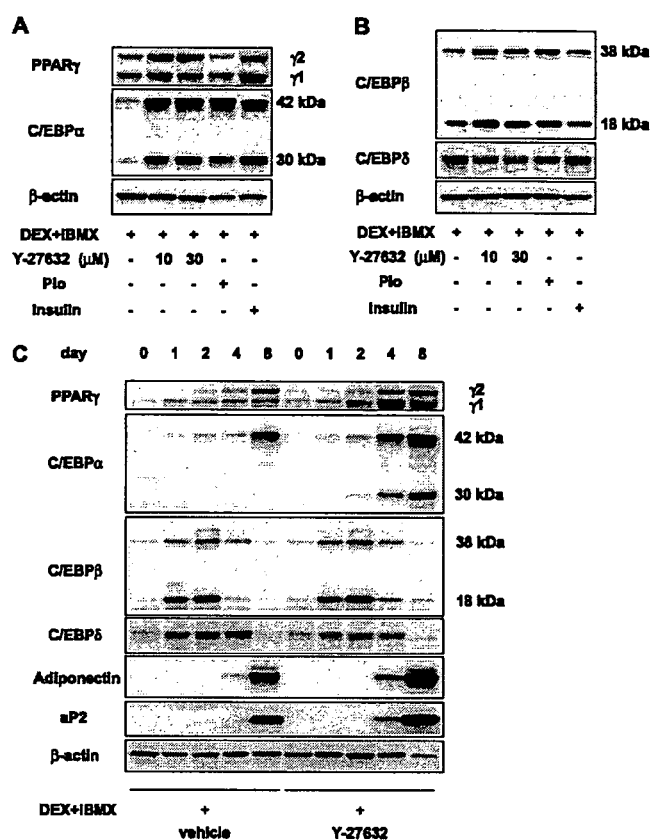 A
PPARγ
γ2
γ1
C/EBPα
42 kDa
30 kDa
β-actin
DEX+IBMX + + + + +
Y-27632 (μM) - 10 30 - -
Pio - - - + -
Insulin - - - - +
B
C/EBPβ
38 kDa
18 kDa
C/EBPδ
β-actin
DEX+IBMX + + + + +
Y-27632 (μM) - 10 30 - -
Pio - - - + -
Insulin - - - - +
C
day 0 1 2 4 8 0 1 2 4 8
PPARγ
γ2
γ1
C/EBPα
42 kDa
30 kDa
C/EBPβ
38 kDa
18 kDa
C/EBPδ
Adiponectin
aP2
β-actin
DEX+IBMX + +
vehicle Y-27632